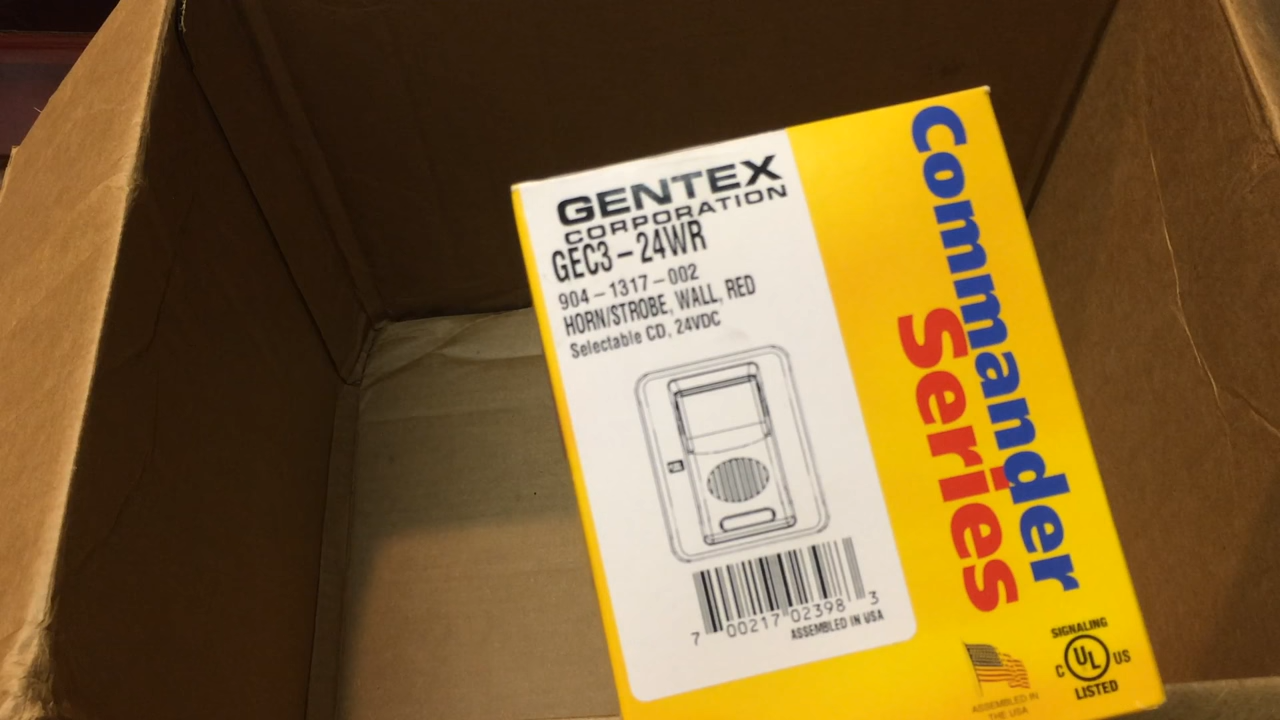 GENTEX
CORPORATION
GEC3-24WR
904-1317-002
HORN/STROBE, WALL, RED
Selectable CD, 24VDC
7 00217 02398 3
ASSEMBLED IN USA
Commander
Series
ASSEMBLED IN
THE USA
SIGNALING
C UL US
LISTED